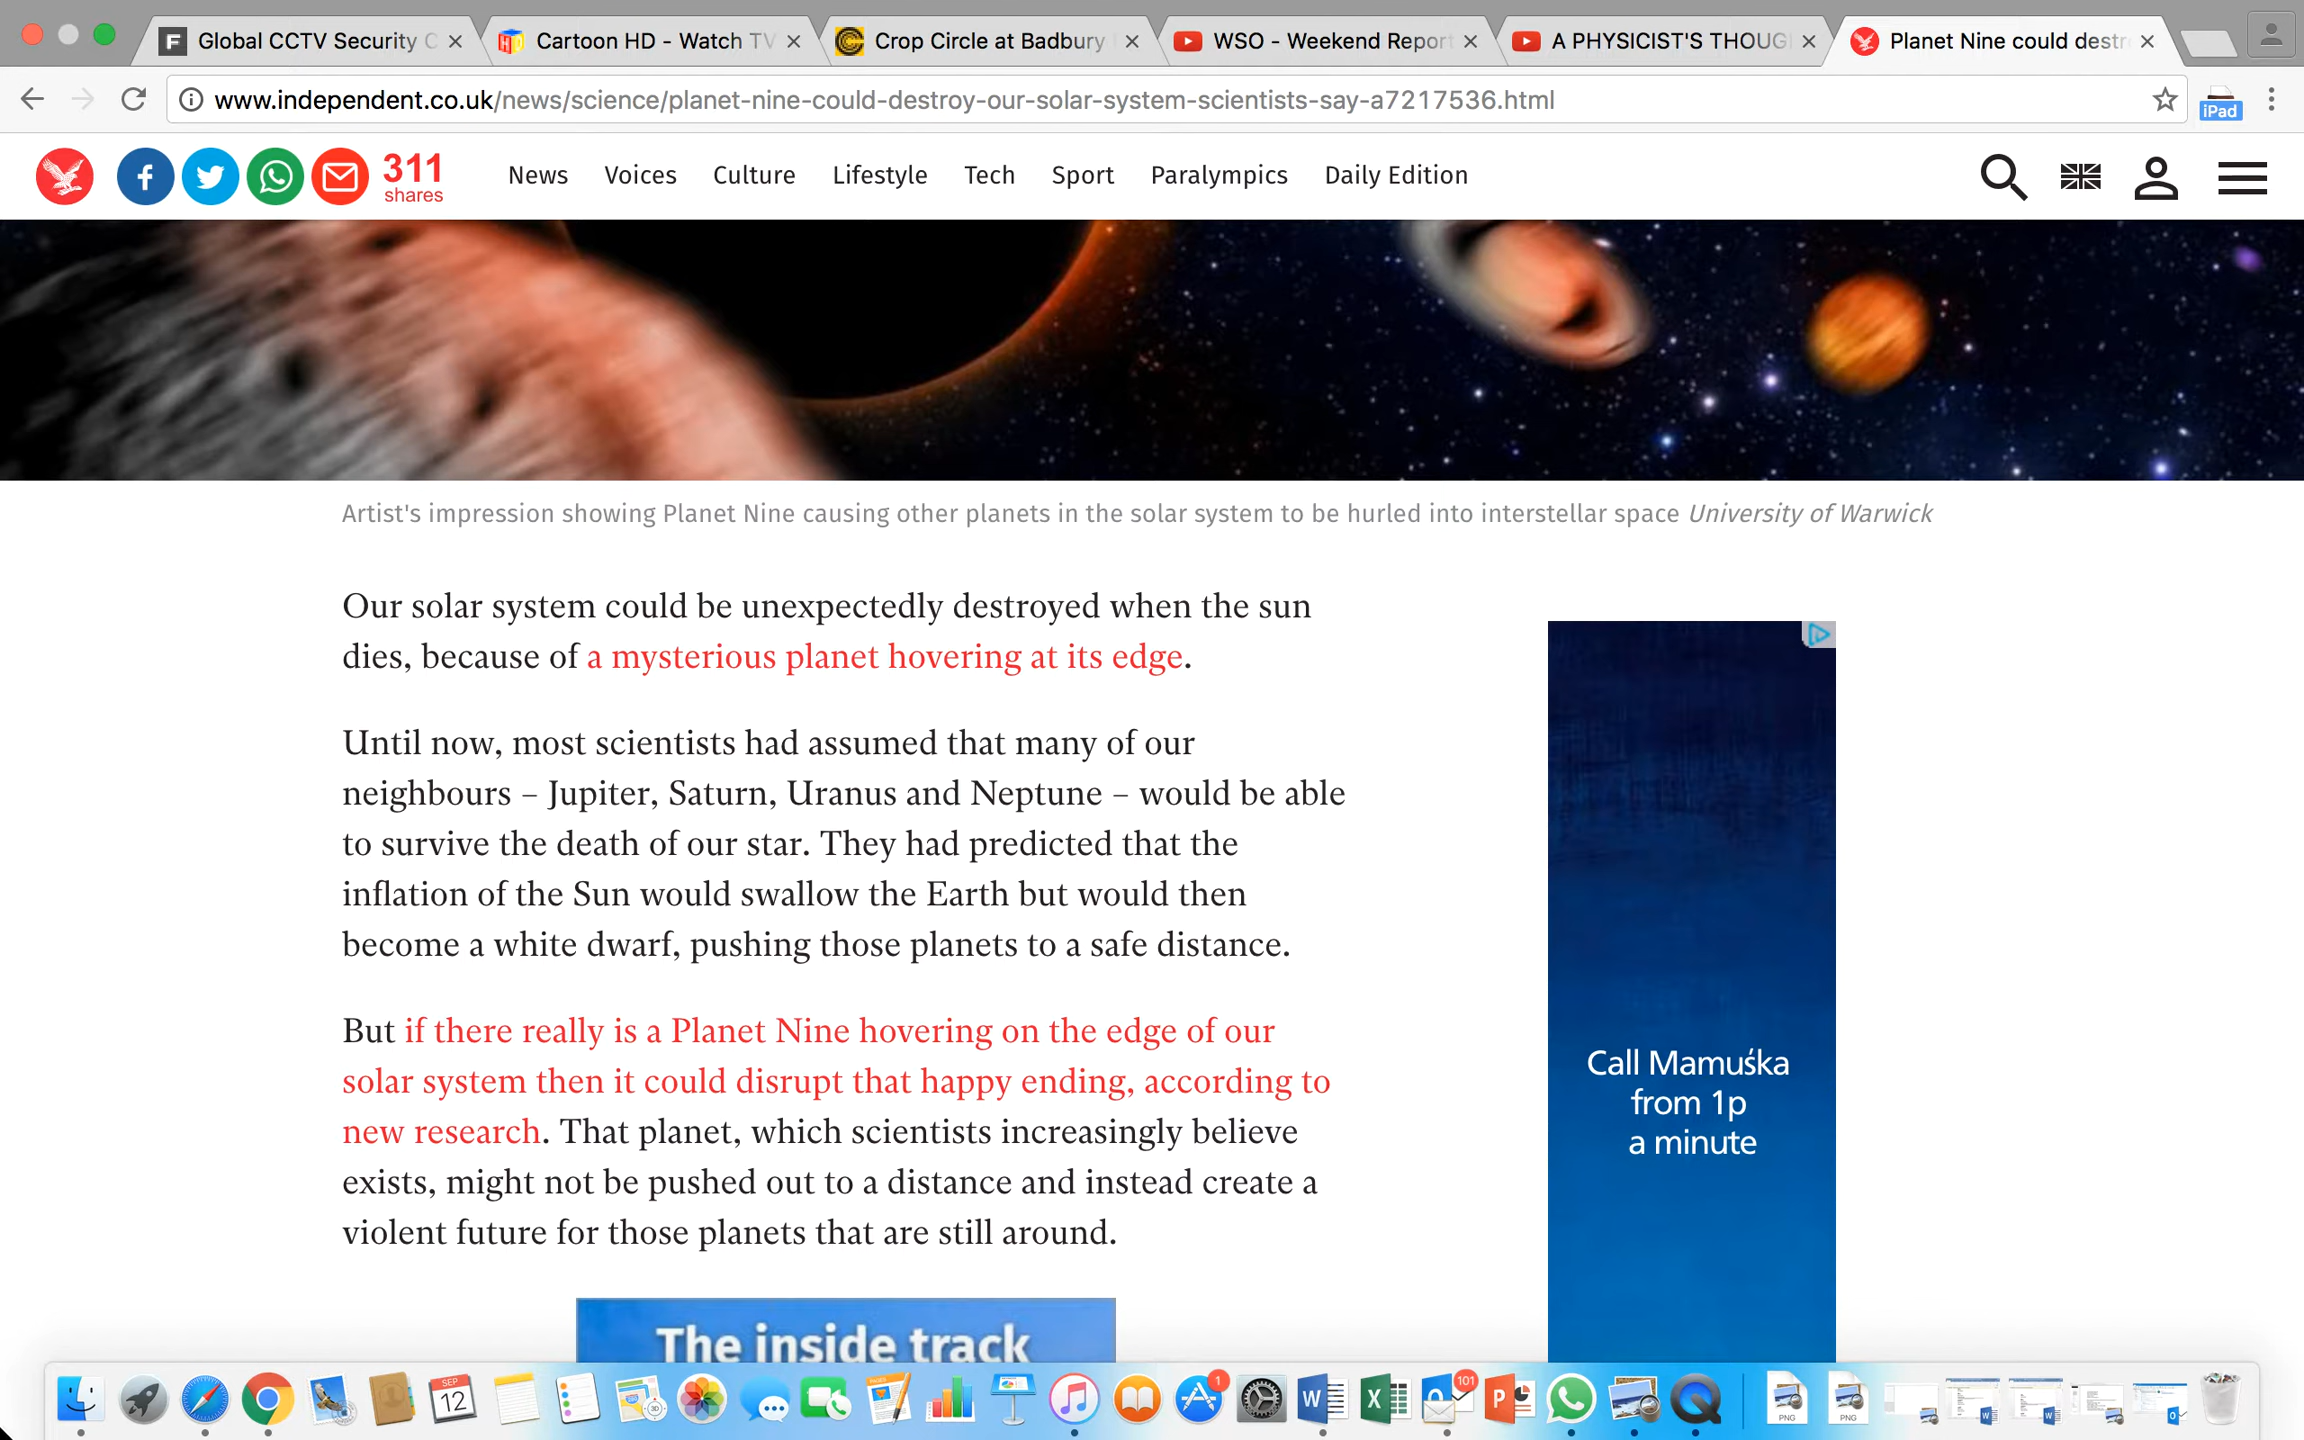 Global CCTV Security C
Cartoon HD - Watch TV
Crop Circle at Badbury
WSO - Weekend Report
A PHYSICIST'S THOUG
Planet Nine could destr
www.independent.co.uk/news/science/planet-nine-could-destroy-our-solar-system-scientists-say-a7217536.html
iPad
311
shares
News Voices Culture Lifestyle Tech Sport Paralympics Daily Edition
Artist's impression showing Planet Nine causing other planets in the solar system to be hurled into interstellar space University of Warwick
Our solar system could be unexpectedly destroyed when the sun
dies, because of a mysterious planet hovering at its edge.
Until now, most scientists had assumed that many of our
neighbours – Jupiter, Saturn, Uranus and Neptune – would be able
to survive the death of our star. They had predicted that the
inflation of the Sun would swallow the Earth but would then
become a white dwarf, pushing those planets to a safe distance.
But if there really is a Planet Nine hovering on the edge of our
solar system then it could disrupt that happy ending, according to
new research. That planet, which scientists increasingly believe
exists, might not be pushed out to a distance and instead create a
violent future for those planets that are still around.
Call Mamuśka
from 1p
a minute
The inside track
SEP
12
1
101
PNG
PNG